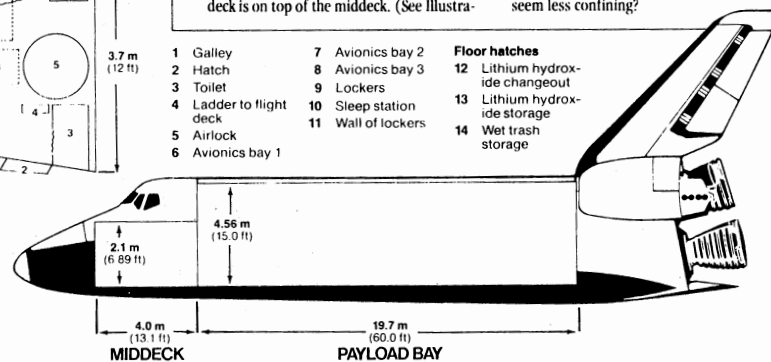 deck is on top of the middeck. (See Illustra-
seem less confining?
3.7 m
(12 ft)
5
4
3
2
1 Galley
2 Hatch
3 Toilet
4 Ladder to flight
deck
5 Airlock
6 Avionics bay 1
7 Avionics bay 2
8 Avionics bay 3
9 Lockers
10 Sleep station
11 Wall of lockers
Floor hatches
12 Lithium hydrox-
ide changeout
13 Lithium hydrox-
ide storage
14 Wet trash
storage
4.56 m
(15.0 ft)
2.1 m
(6 89 ft)
4.0 m
(13.1 ft)
MIDDECK
19.7 m
(60.0 ft)
PAYLOAD BAY